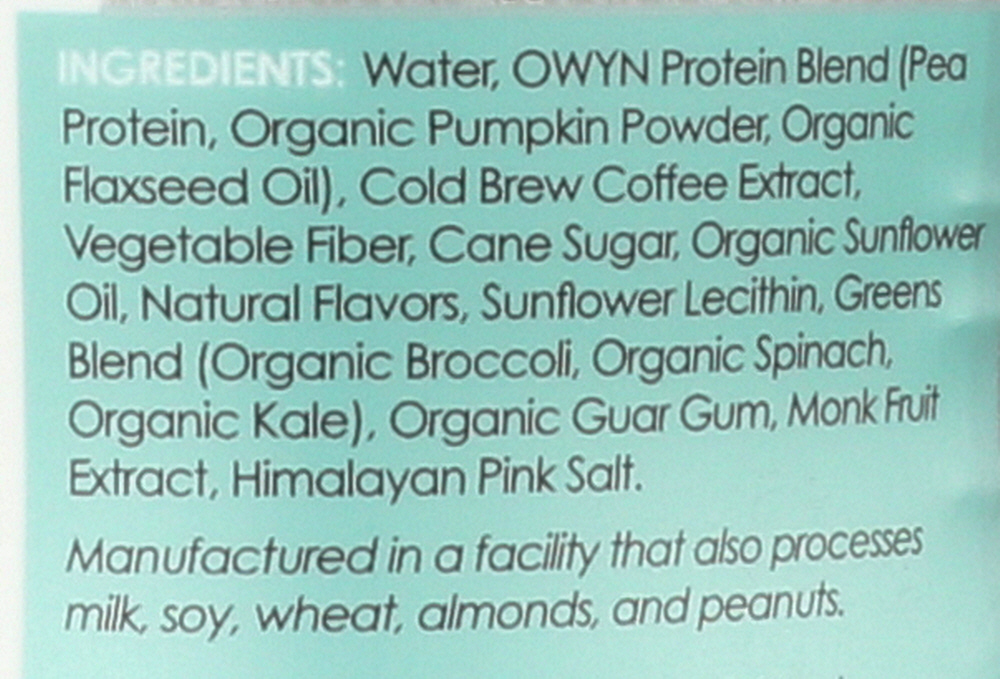 INGREDIENTS: Water, OWYN Protein Blend (Pea
Protein, Organic Pumpkin Powder, Organic
Flaxseed Oil), Cold Brew Coffee Extract,
Vegetable Fiber, Cane Sugar, Organic Sunflower
Oil, Natural Flavors, Sunflower Lecithin, Greens
Blend (Organic Broccoli, Organic Spinach,
Organic Kale), Organic Guar Gum, Monk Fruit
Extract, Himalayan Pink Salt.
Manufactured in a facility that also processes
milk, soy, wheat, almonds, and peanuts.